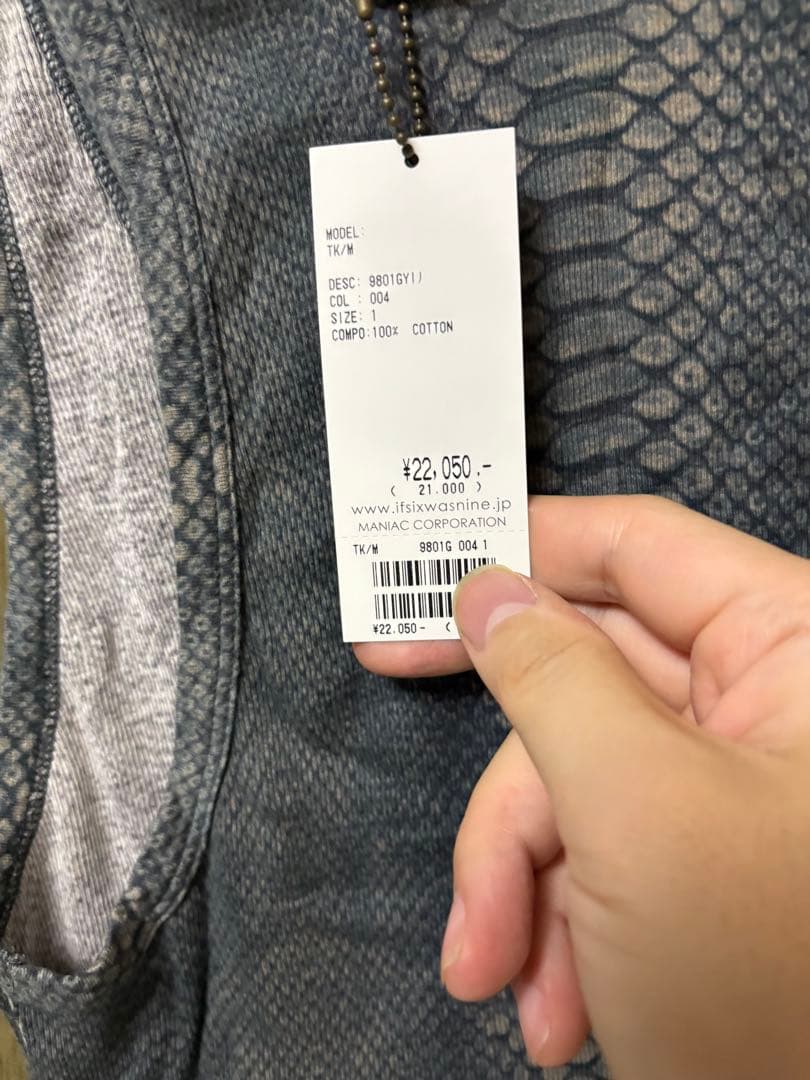 MODEL:
TK/M
DESC: 9801GY()
COL : 004
SIZE: 1
COMPO:100% COTTON
¥22,050.-
( 21.000 )
www.ifsixwasnine.jp
MANIAC CORPORATION
TK/M 9801G 004 1
¥22.050- (